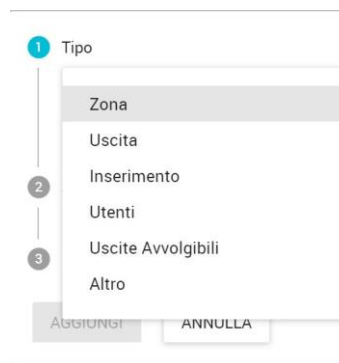 1 Tipo
Zona
Uscita
Inserimento
2
Utenti
Uscite Avvolgibili
3
Altro
AGGIUNGI ANNULLA